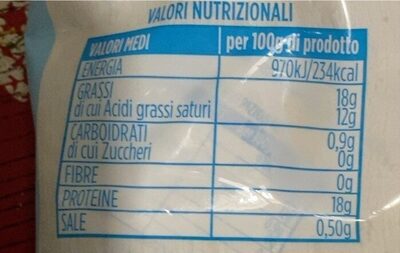 VALORI NUTRIZIONALI
VALORI MEDI per 100g di prodotto
ENERGIA 970kJ/234kcal
GRASSI 18g
di cui Acidi grassi saturi 12g
CARBOIDRATI 0,9g
di cui Zuccheri 0g
FIBRE 0g
PROTEINE 18g
SALE 0,50g